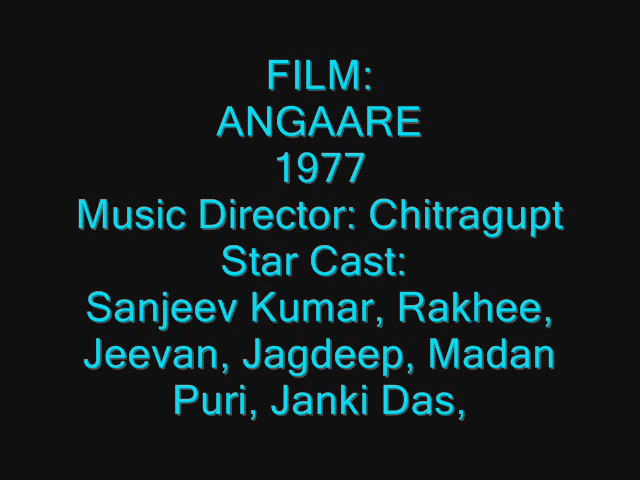 FILM:
ANGAARE
1977
Music Director: Chitragupt
Star Cast:
Sanjeev Kumar, Rakhee,
Jeevan, Jagdeep, Madan
Puri, Janki Das,